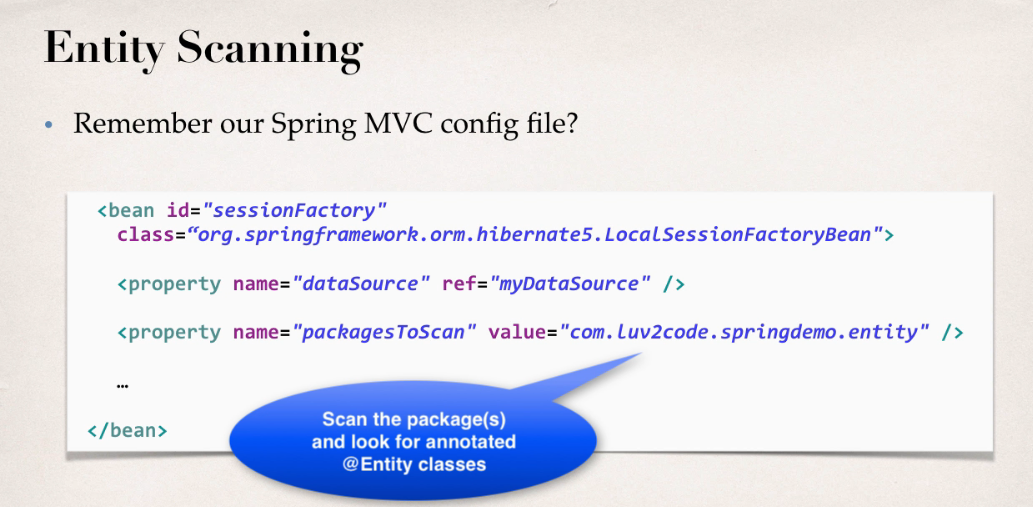 Entity Scanning
• Remember our Spring MVC config file?
<bean id="sessionFactory"
class=“org.springframework.orm.hibernate5.LocalSessionFactoryBean">
<property name="dataSource" ref="myDataSource" />
<property name="packagesToScan" value="com.luv2code.springdemo.entity" />
…
</bean>
Scan the package(s)
and look for annotated
@Entity classes